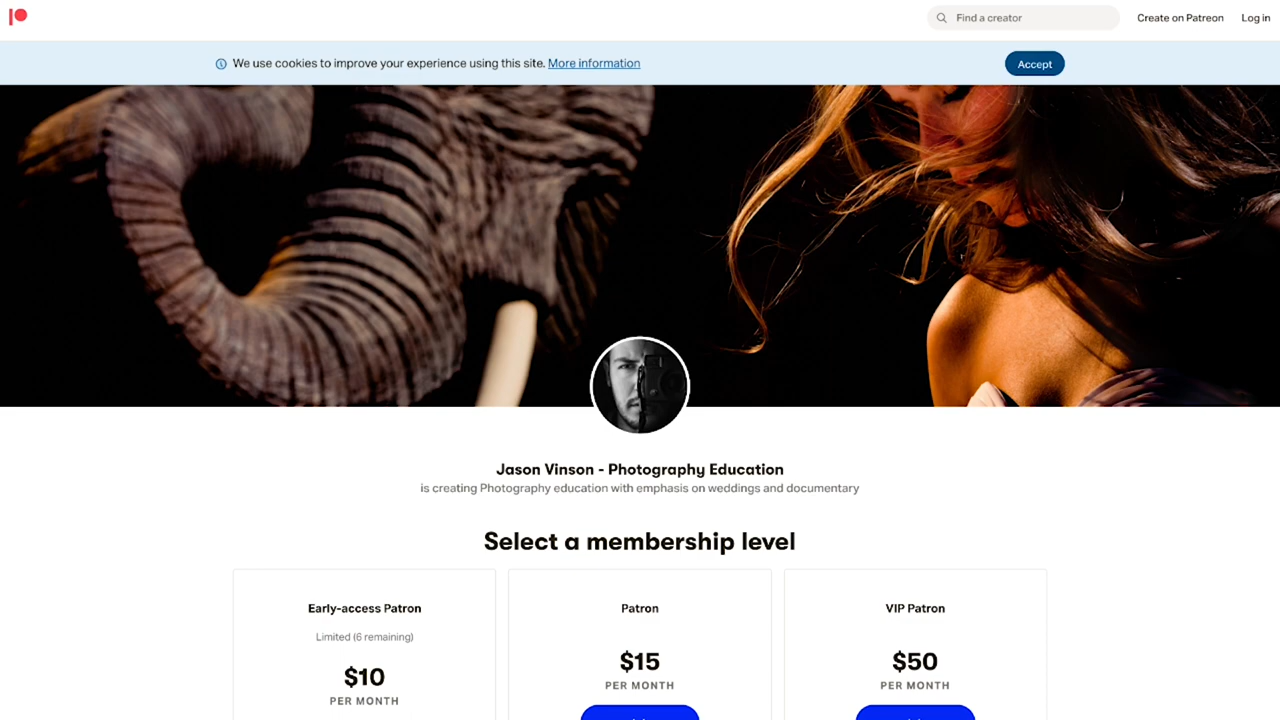 Find a creator
Create on Patreon
Log in
We use cookies to improve your experience using this site. More information
Accept
Jason Vinson - Photography Education
is creating Photography education with emphasis on weddings and documentary
Select a membership level
Early-access Patron
Limited (6 remaining)
$10
PER MONTH
Patron
$15
PER MONTH
VIP Patron
$50
PER MONTH